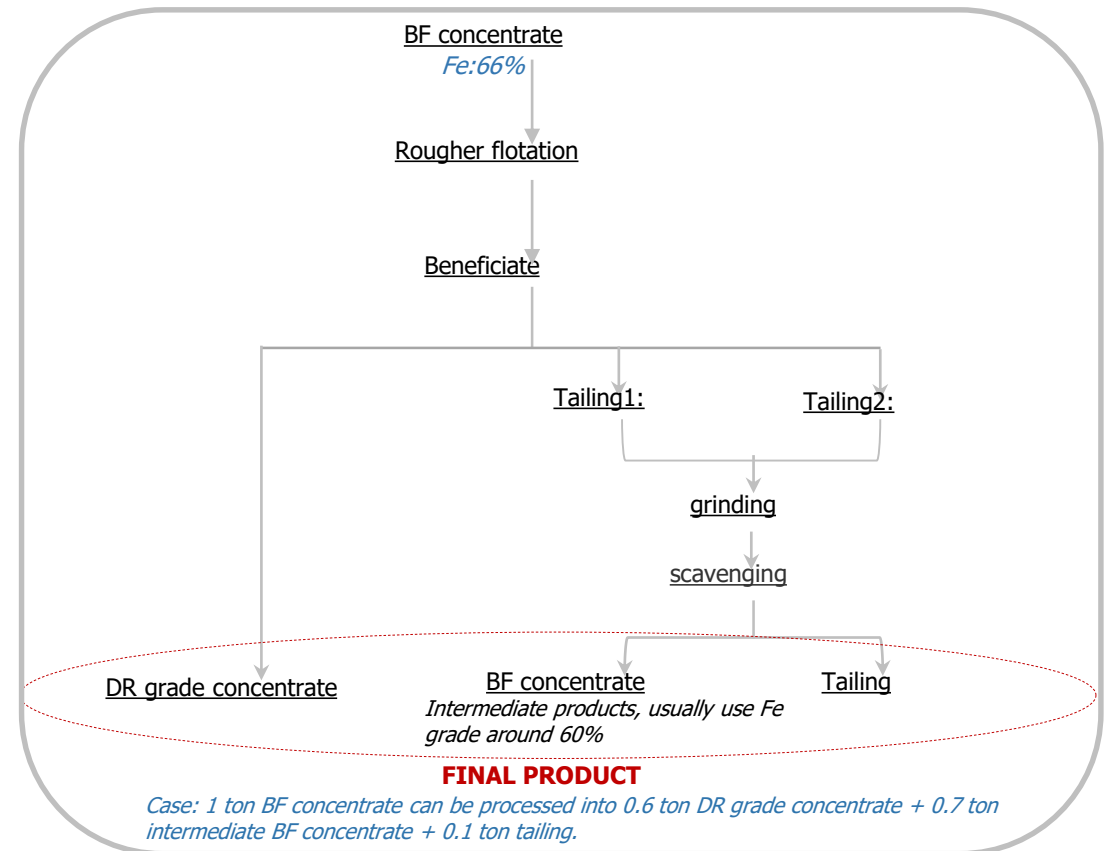 BF concentrate
Fe:66%
Rougher flotation
Beneficiate
Tailing1:
Tailing2:
grinding
scavenging
DR grade concentrate
BF concentrate
Intermediate products, usually use Fe
grade around 60%
Tailing
FINAL PRODUCT
Case: 1 ton BF concentrate can be processed into 0.6 ton DR grade concentrate + 0.7 ton
intermediate BF concentrate + 0.1 ton tailing.